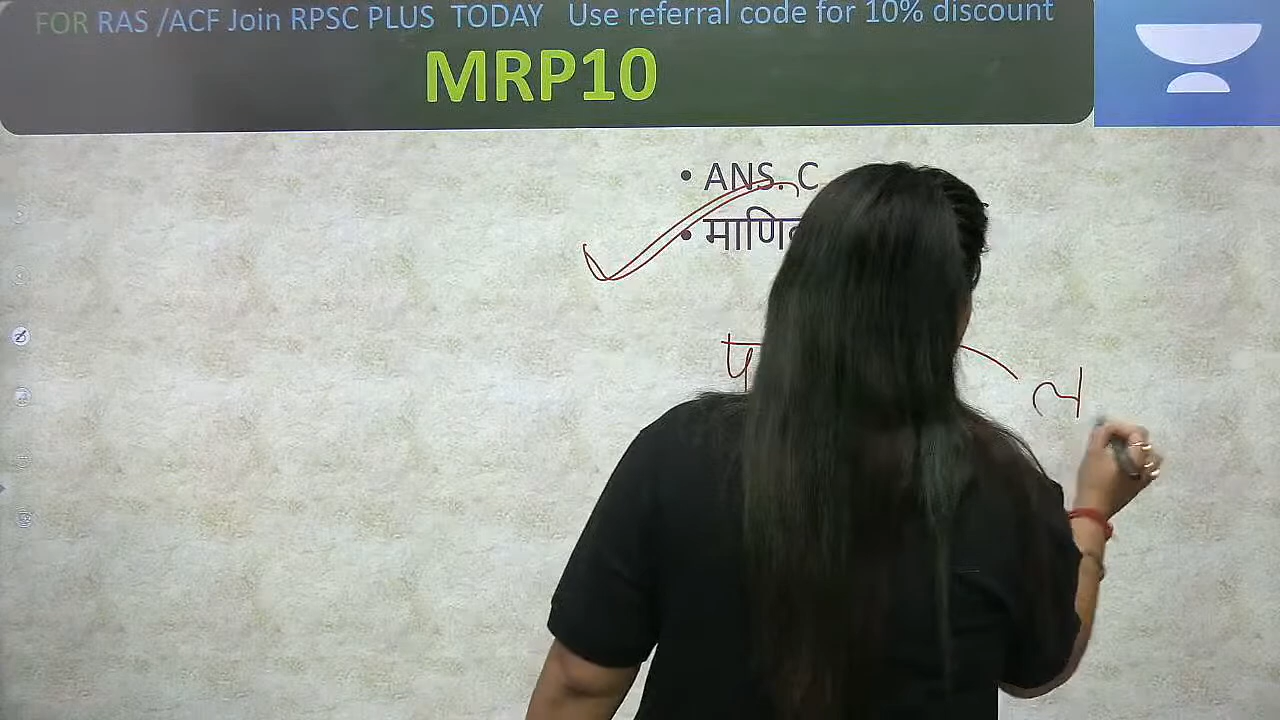 FOR RAS /ACF Join RPSC PLUS TODAY Use referral code for 10% discount
MRP10
• ANS. C
•